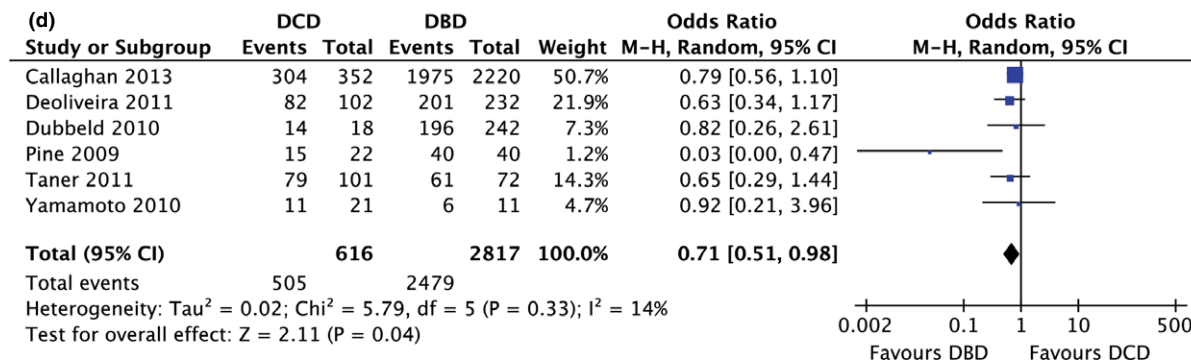 (d) DCD DBD Odds Ratio Odds Ratio
Study or Subgroup Events Total Events Total Weight M-H, Random, 95% CI M-H, Random, 95% CI
Callaghan 2013 304 352 1975 2220 50.7% 0.79 [0.56, 1.10]
Deoliveira 2011 82 102 201 232 21.9% 0.63 [0.34, 1.17]
Dubbeld 2010 14 18 196 242 7.3% 0.82 [0.26, 2.61]
Pine 2009 15 22 40 40 1.2% 0.03 [0.00, 0.47]
Taner 2011 79 101 61 72 14.3% 0.65 [0.29, 1.44]
Yamamoto 2010 11 21 6 11 4.7% 0.92 [0.21, 3.96]
Total (95% CI) 616 2817 100.0% 0.71 [0.51, 0.98]
Total events 505 2479
Heterogeneity: Tau² = 0.02; Chi² = 5.79, df = 5 (P = 0.33); I² = 14%
Test for overall effect: Z = 2.11 (P = 0.04)
0.002 0.1 1 10 500
Favours DBD Favours DCD